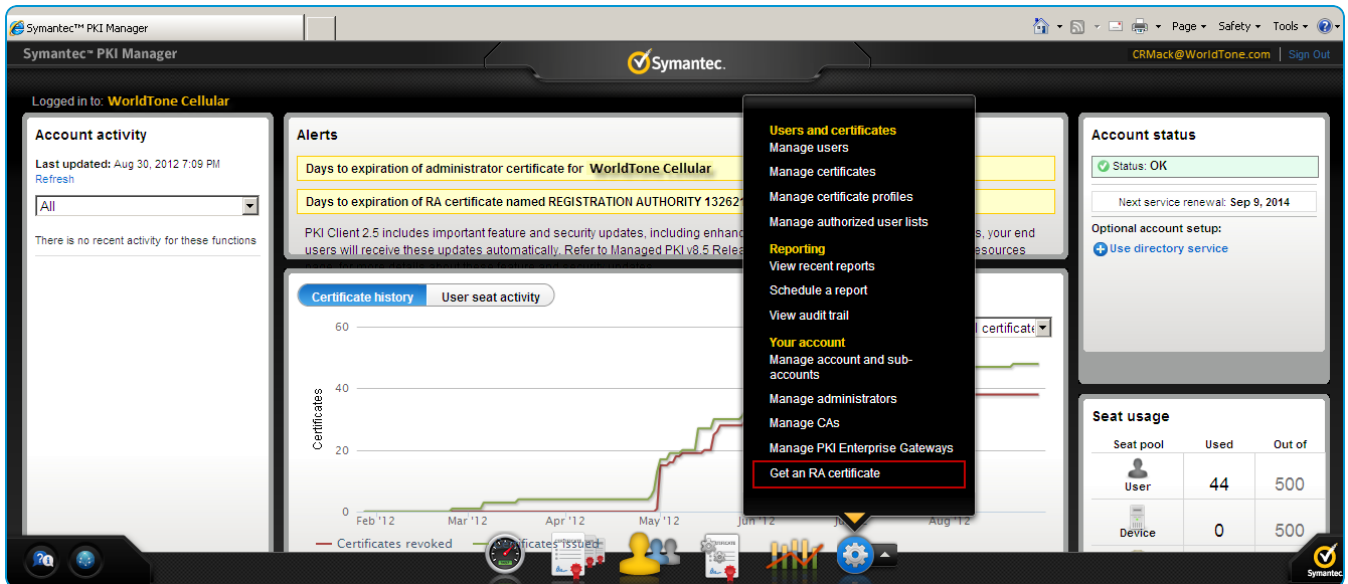 Symantec™ PKI Manager
Page
Safety
Tools
Symantec™ PKI Manager
Symantec.
CRMack@WorldTone.com | Sign Out
Logged in to: WorldTone Cellular
Account activity
Last updated: Aug 30, 2012 7:09 PM
Refresh
All
There is no recent activity for these functions
Alerts
Days to expiration of administrator certificate for WorldTone Cellular
Days to expiration of RA certificate named REGISTRATION AUTHORITY 13262
PKI Client 2.5 includes important feature and security updates, including enhanc
s, your end
users will receive these updates automatically. Refer to Managed PKI v8.5 Relea
esources
Certificate history
User seat activity
l certificate
60
40
20
0
Certificates
Feb '12
Mar '12
Apr '12
May '12
Jun '12
Ju
Aug '12
Certificates revoked
ificates issued
Users and certificates
Manage users
Manage certificates
Manage certificate profiles
Manage authorized user lists
Reporting
View recent reports
Schedule a report
View audit trail
Your account
Manage account and sub-
accounts
Manage administrators
Manage CAs
Manage PKI Enterprise Gateways
Get an RA certificate
Account status
Status: OK
Next service renewal: Sep 9, 2014
Optional account setup:
Use directory service
Seat usage
Seat pool
Used
Out of
User
44
500
Device
0
500
Symantec